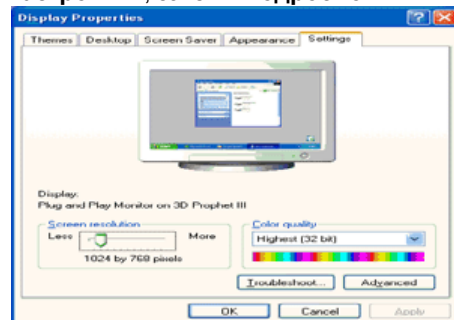 Display Properties
Themes Desktop Screen Saver Appearance Settings
Display:
Plug and Play Monitor on 3D Prophet III
Screen resolution
Less More
1024 by 768 pixels
Color quality
Highest (32 bit)
Troubleshoot... Advanced
OK Cancel Apply